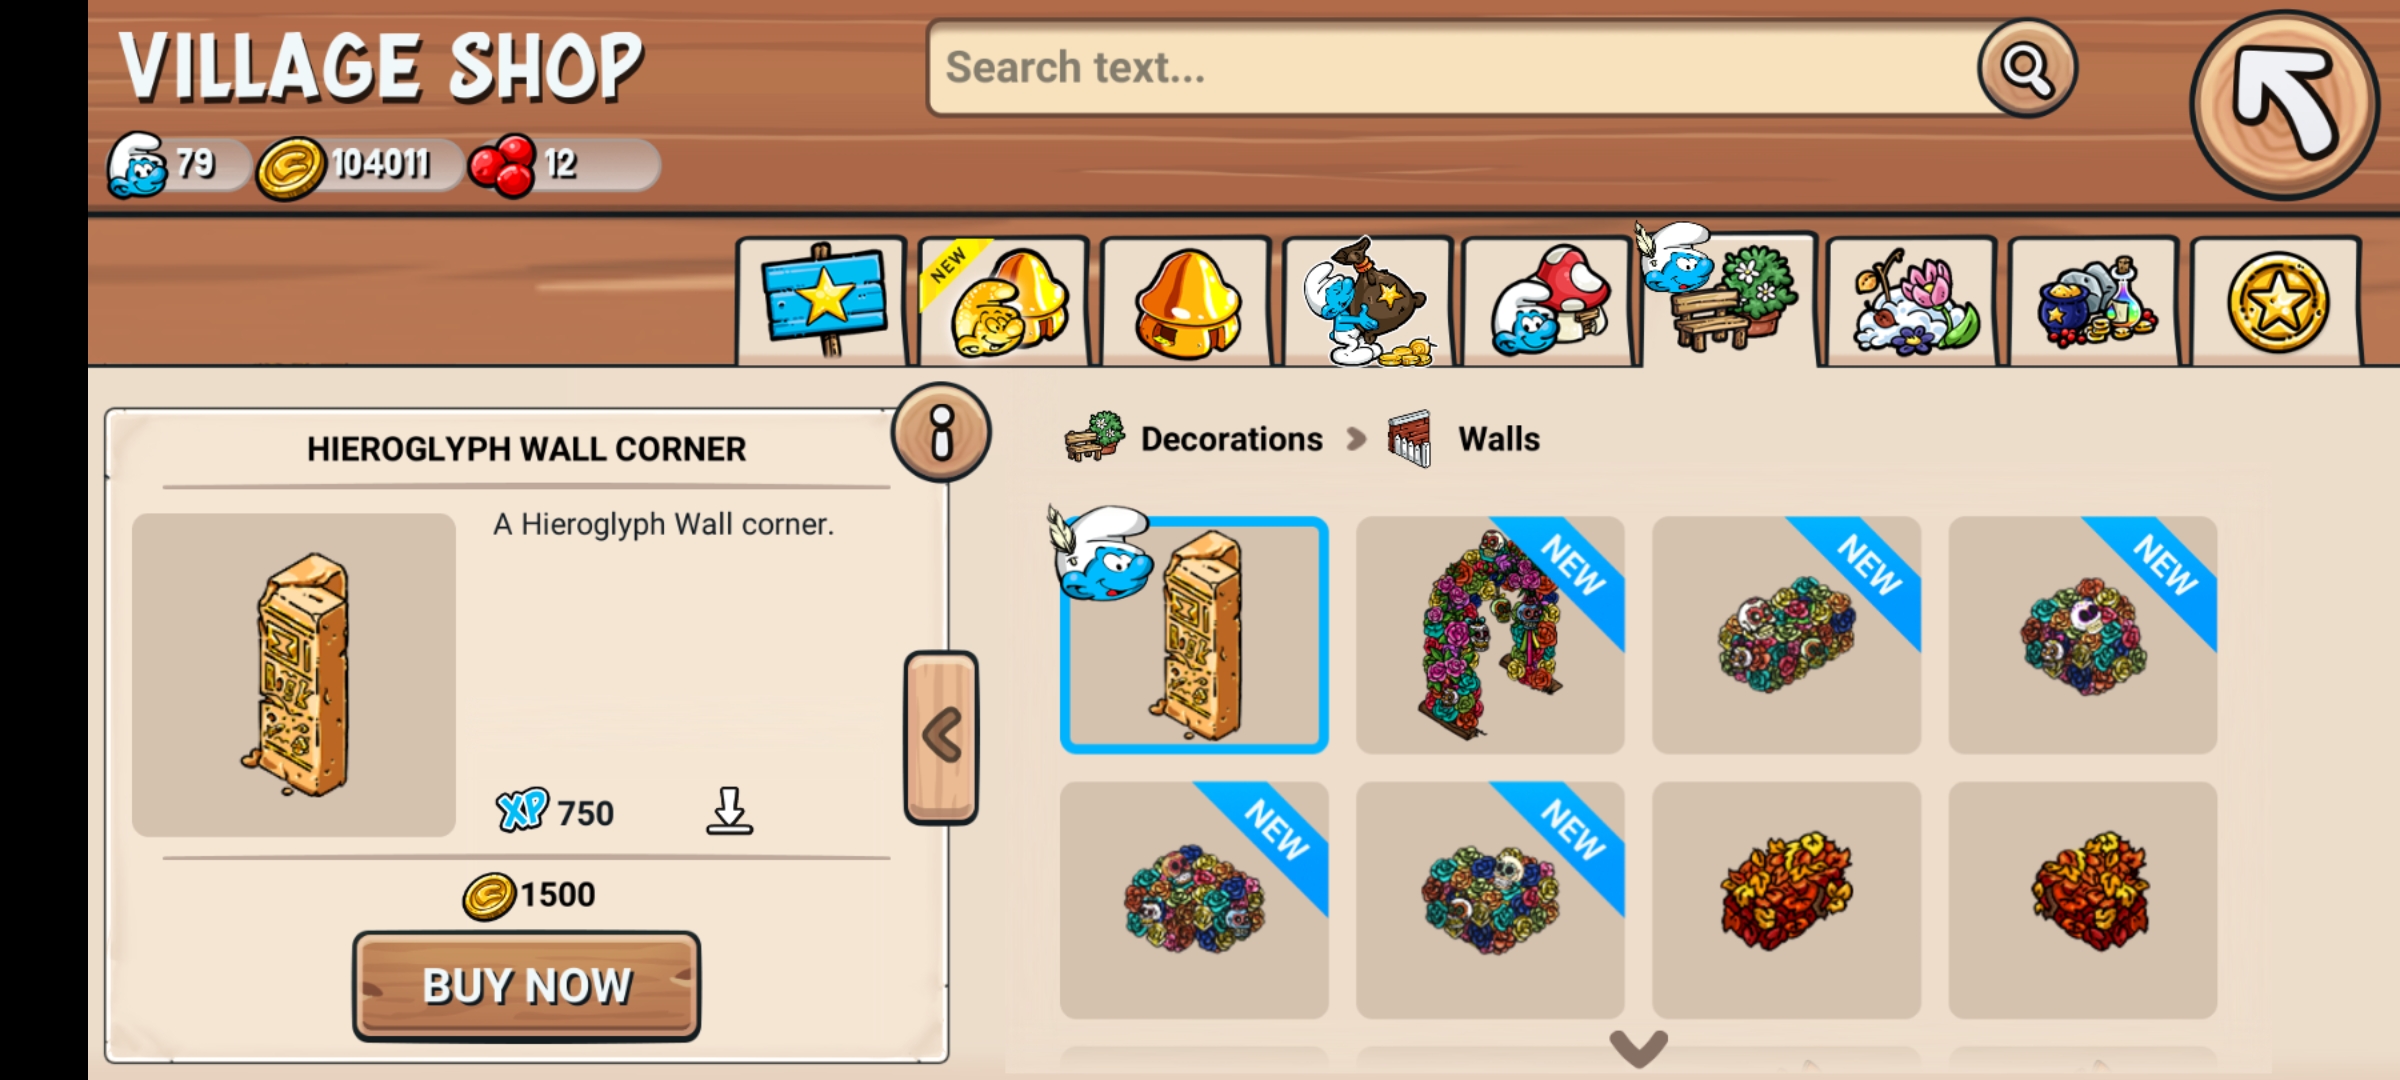 VILLAGE SHOP
Search text...
79
104011
12
NEW
HIEROGLYPH WALL CORNER
A Hieroglyph Wall corner.
XP 750
1500
BUY NOW
Decorations
Walls
NEW
NEW
NEW
NEW
NEW